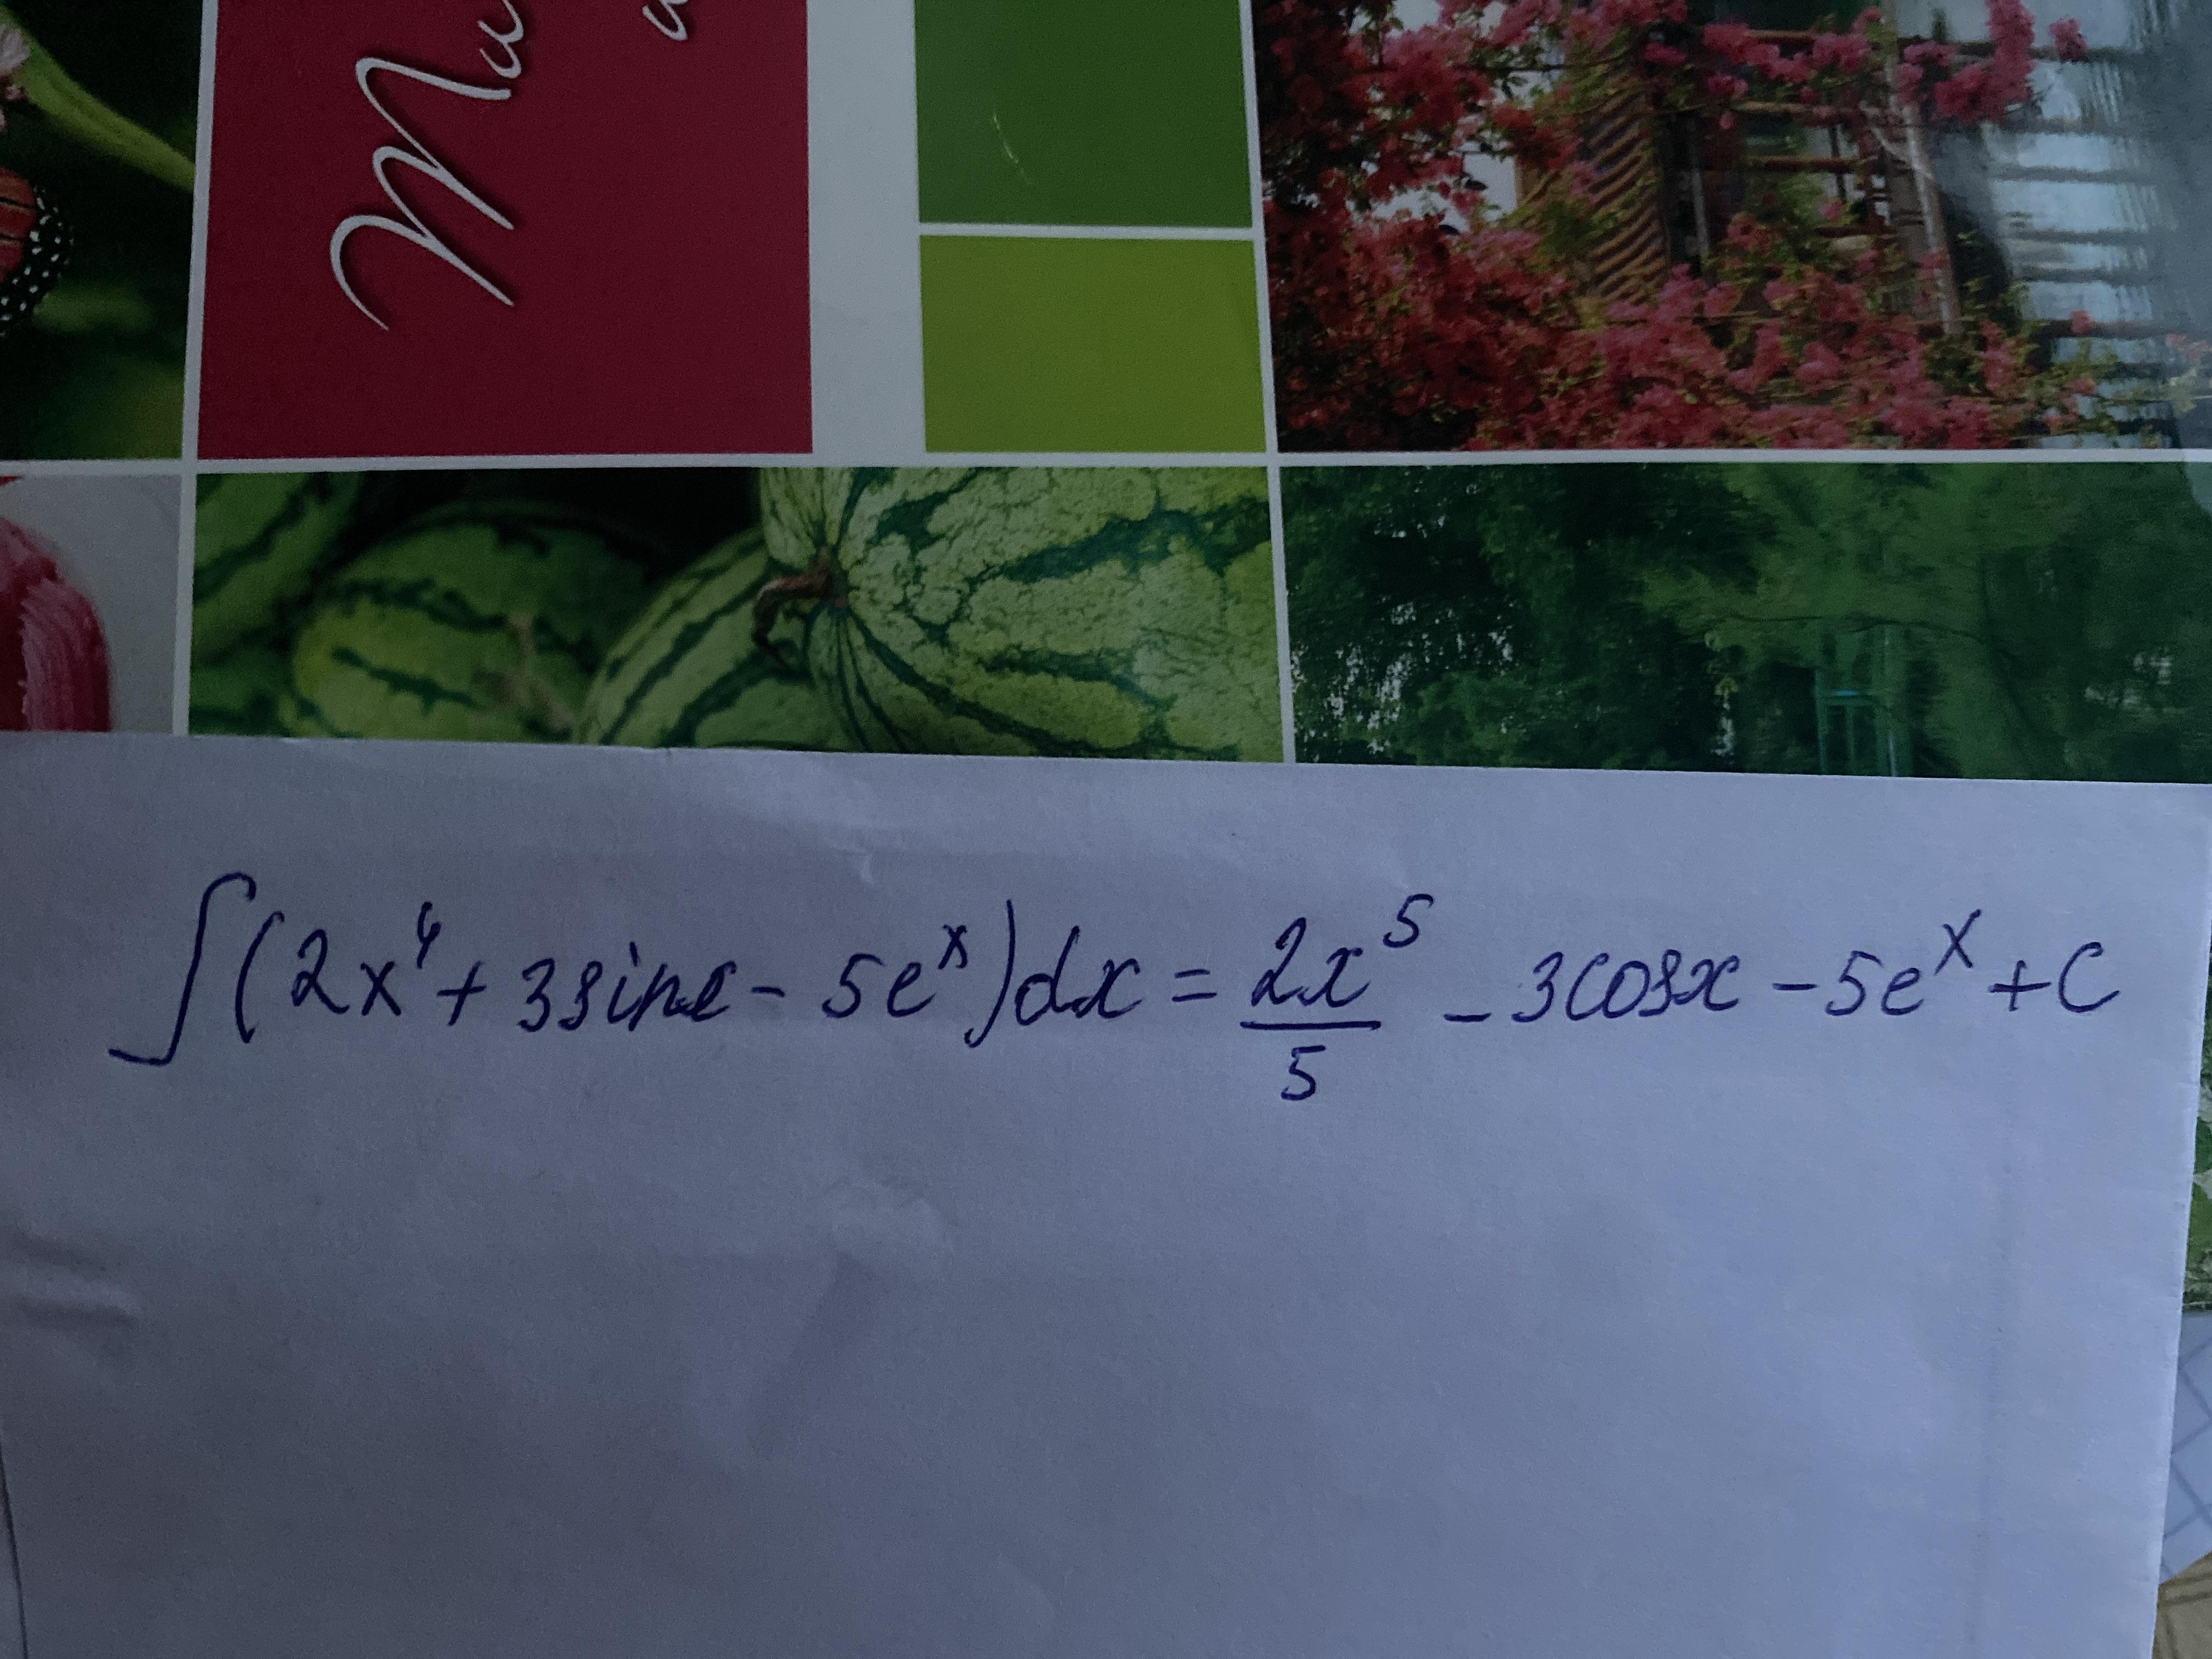 ∫(2x⁴ + 3sinx - 5eˣ)dx = 2x⁵/5 - 3cosx - 5eˣ + C